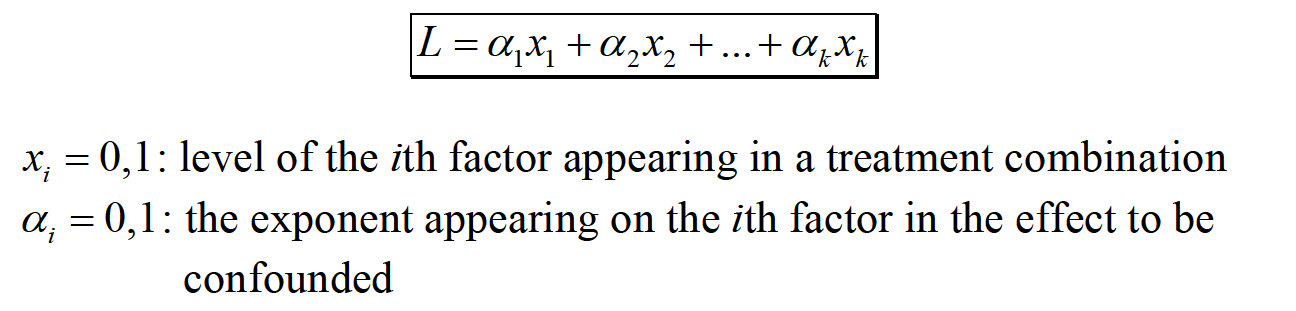 L = α₁x₁ + α₂x₂ + ... + αₖxₖ
xᵢ = 0,1: level of the ith factor appearing in a treatment combination
αᵢ = 0,1: the exponent appearing on the ith factor in the effect to be
confounded